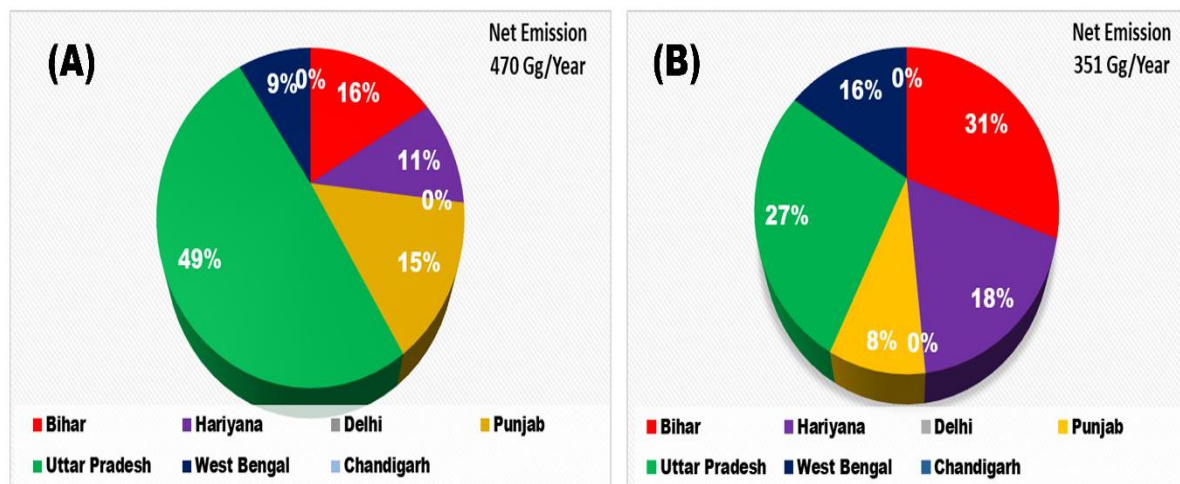 (A)
Net Emission
470 Gg/Year
9%
0%
16%
11%
0%
15%
49%
Bihar
Hariyana
Delhi
Punjab
Uttar Pradesh
West Bengal
Chandigarh
(B)
Net Emission
351 Gg/Year
16%
0%
31%
27%
18%
8%
0%
Bihar
Hariyana
Delhi
Punjab
Uttar Pradesh
West Bengal
Chandigarh